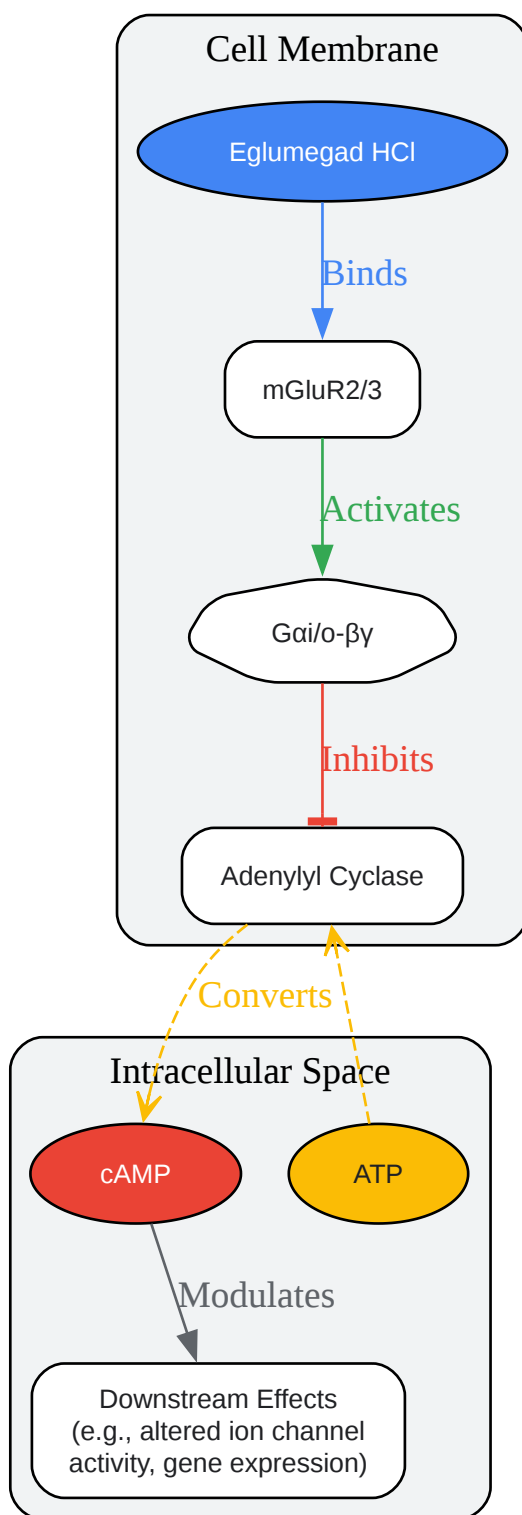 Cell Membrane
Eglumegad HCl
Binds
mGluR2/3
Activates
Gαi/o-βγ
Inhibits
Adenylyl Cyclase
Converts
Intracellular Space
cAMP
ATP
Modulates
Downstream Effects
(e.g., altered ion channel
activity, gene expression)